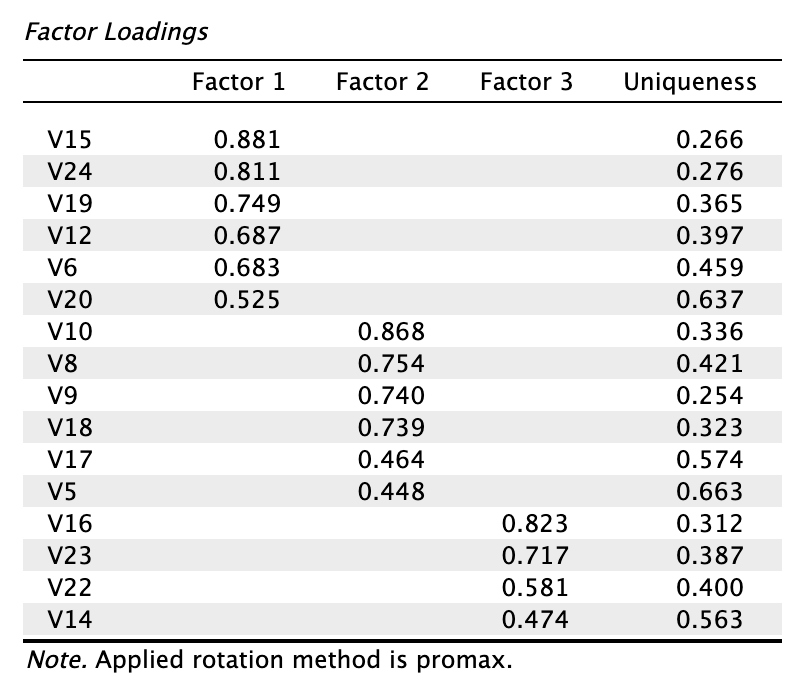 Factor Loadings
Factor 1 Factor 2 Factor 3 Uniqueness
V15 0.881 0.266
V24 0.811 0.276
V19 0.749 0.365
V12 0.687 0.397
V6 0.683 0.459
V20 0.525 0.637
V10 0.868 0.336
V8 0.754 0.421
V9 0.740 0.254
V18 0.739 0.323
V17 0.464 0.574
V5 0.448 0.663
V16 0.823 0.312
V23 0.717 0.387
V22 0.581 0.400
V14 0.474 0.563
Note. Applied rotation method is promax.